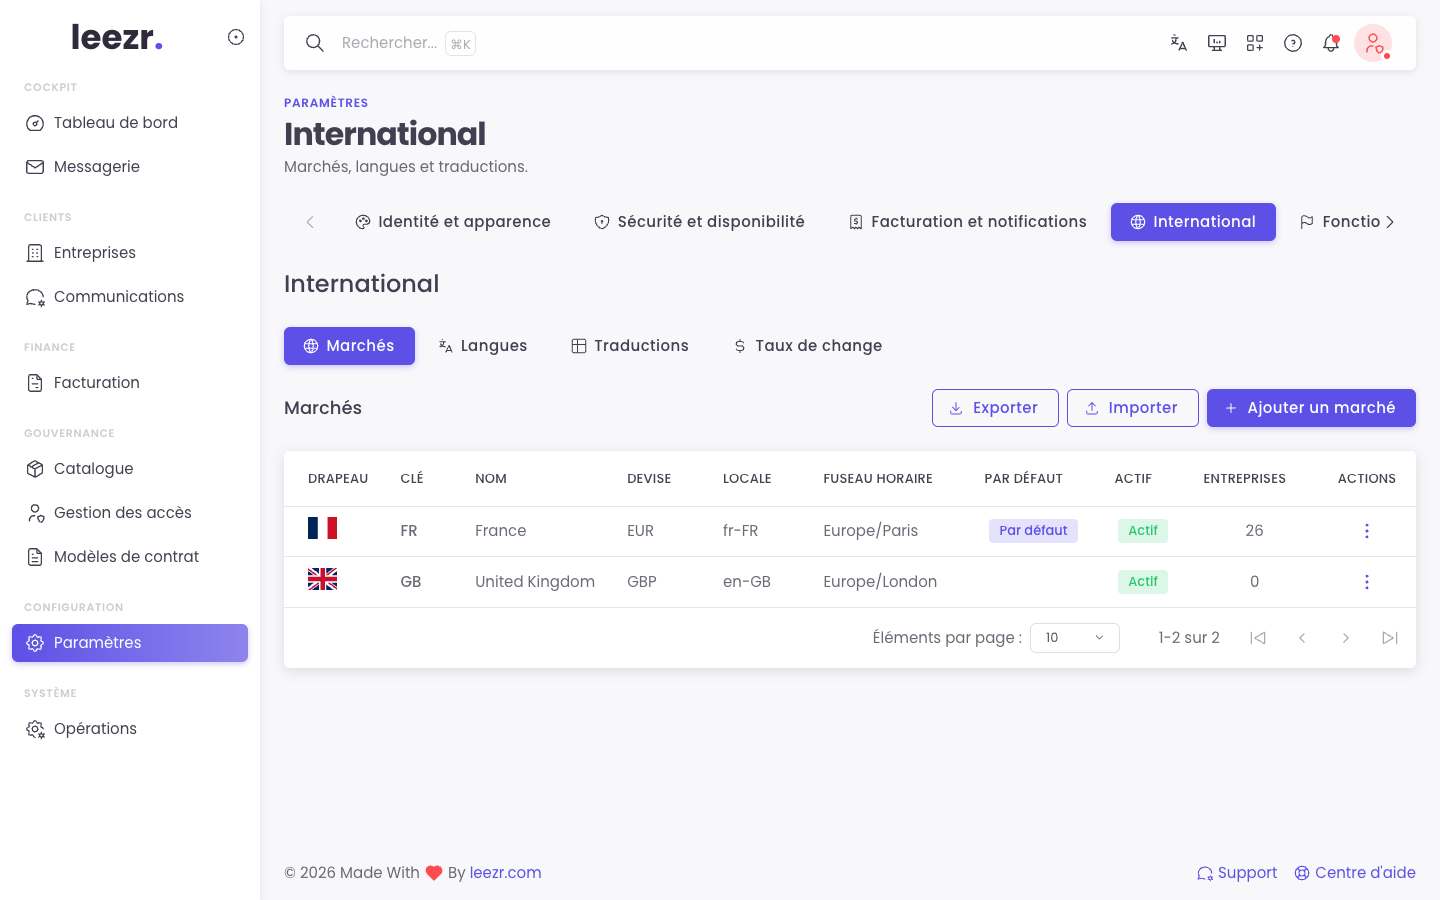 leezr.
COCKPIT
Tableau de bord
Messagerie
CLIENTS
Entreprises
Communications
FINANCE
Facturation
GOUVERNANCE
Catalogue
Gestion des accès
Modèles de contrat
CONFIGURATION
Paramètres
SYSTÈME
Opérations
Rechercher... ⌘K
PARAMÈTRES
International
Marchés, langues et traductions.
Identité et apparence Sécurité et disponibilité Facturation et notifications International Fonctio
International
Marchés Langues Traductions Taux de change
Marchés Exporter Importer Ajouter un marché
DRAPEAU CLÉ NOM DEVISE LOCALE FUSEAU HORAIRE PAR DÉFAUT ACTIF ENTREPRISES ACTIONS
FR France EUR fr-FR Europe/Paris Par défaut Actif 26
GB United Kingdom GBP en-GB Europe/London Actif 0
Éléments par page : 10 1-2 sur 2
© 2026 Made With By leezr.com Support Centre d'aide